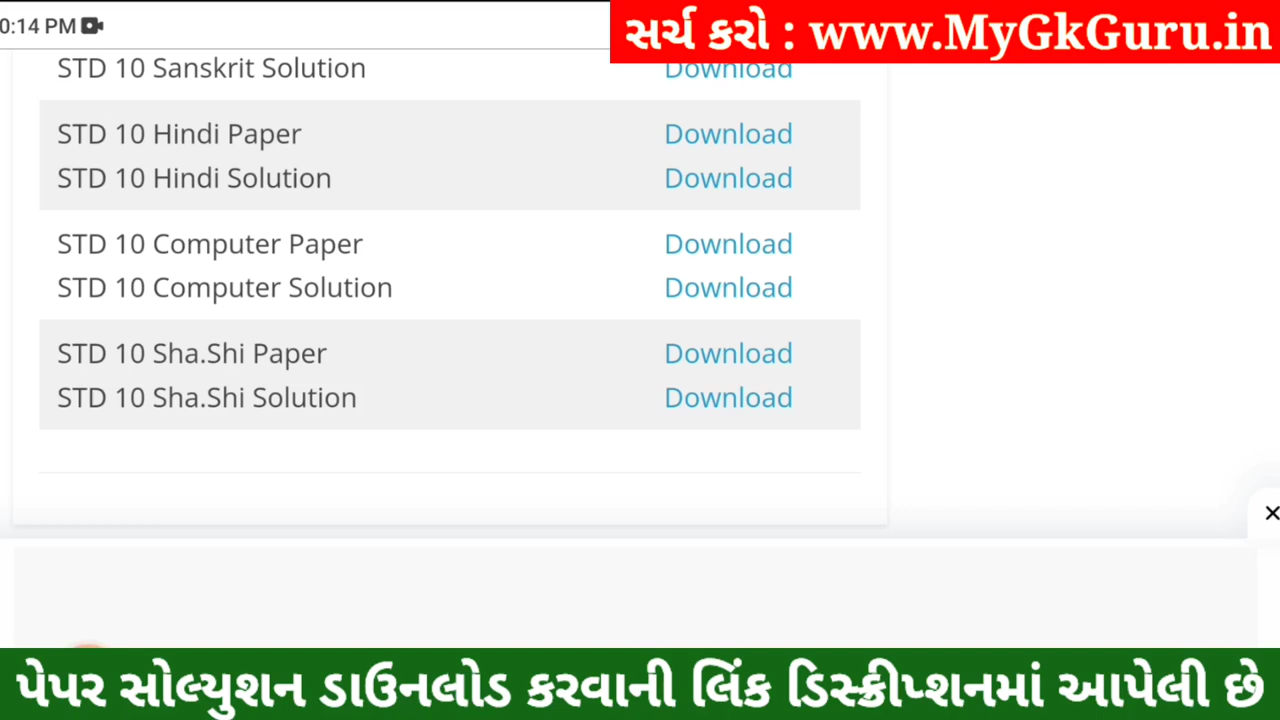 0:14 PM
સર્ચ કરો : www.MyGkGuru.in
STD 10 Sanskrit Solution Download
STD 10 Hindi Paper Download
STD 10 Hindi Solution Download
STD 10 Computer Paper Download
STD 10 Computer Solution Download
STD 10 Sha.Shi Paper Download
STD 10 Sha.Shi Solution Download
પેપર સોલ્યુશન ડાઉનલોડ કરવાની લિંક ડિસ્ક્રીપ્શનમાં આપેલી છે